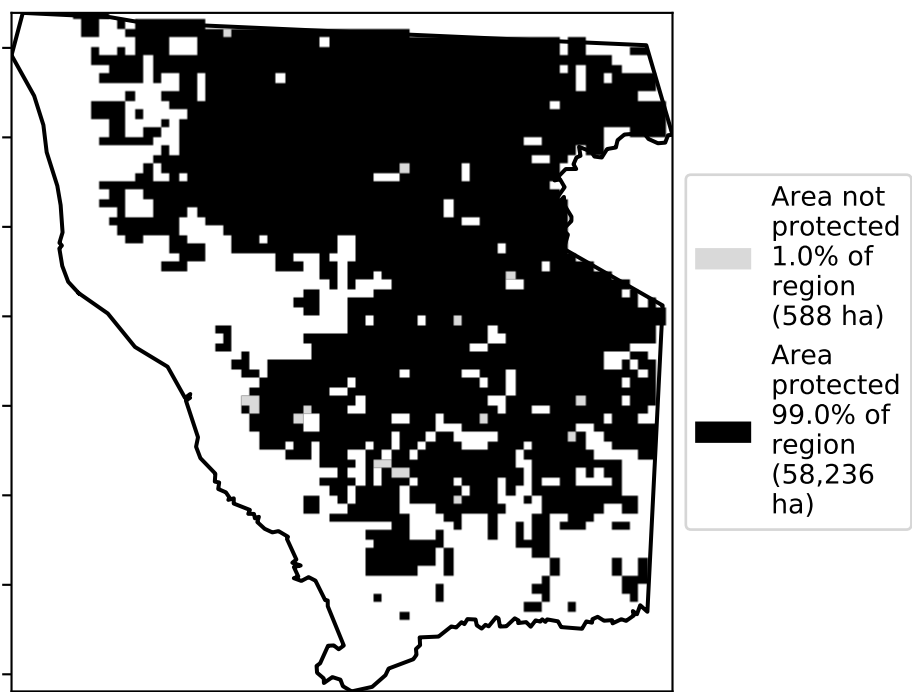 Area not
protected
1.0% of
region
(588 ha)
Area
protected
99.0% of
region
(58,236
ha)